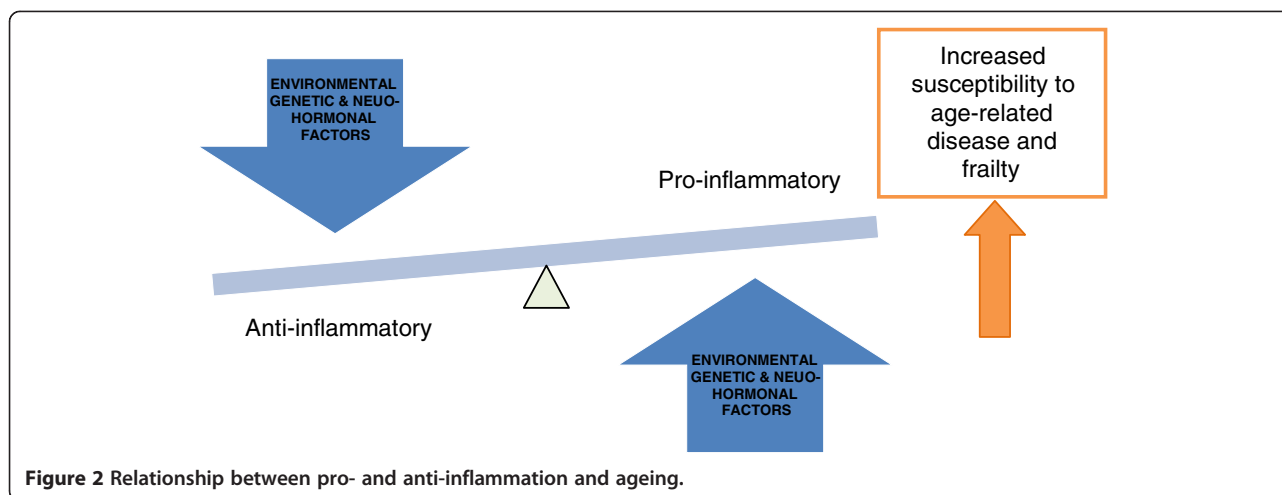 ENVIRONMENTAL
GENETIC & NEUO-
HORMONAL
FACTORS
Increased
susceptibility to
age-related
disease and
frailty
Pro-inflammatory
Anti-inflammatory
ENVIRONMENTAL
GENETIC & NEUO-
HORMONAL
FACTORS
Figure 2 Relationship between pro- and anti-inflammation and ageing.